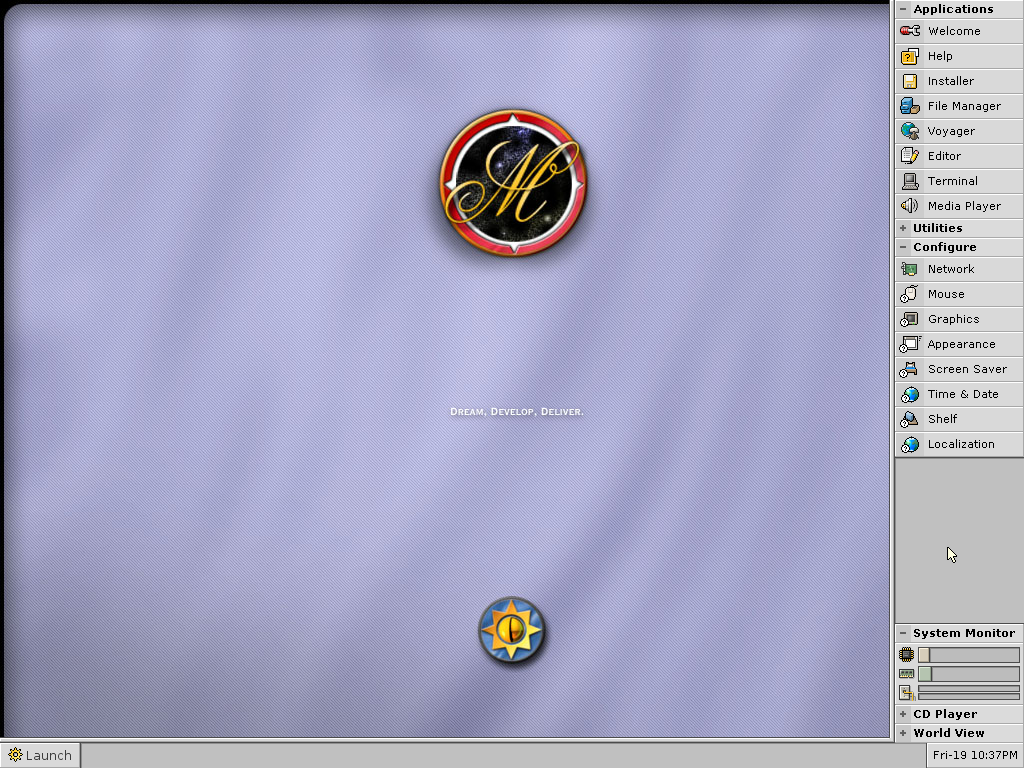 Applications
Welcome
Help
Installer
File Manager
Voyager
Editor
Terminal
Media Player
Utilities
Configure
Network
Mouse
Graphics
Appearance
Screen Saver
Time & Date
Shelf
Localization
M
Dream, Develop, Deliver.
System Monitor
CD Player
World View
Launch
Fri-19 10:37PM